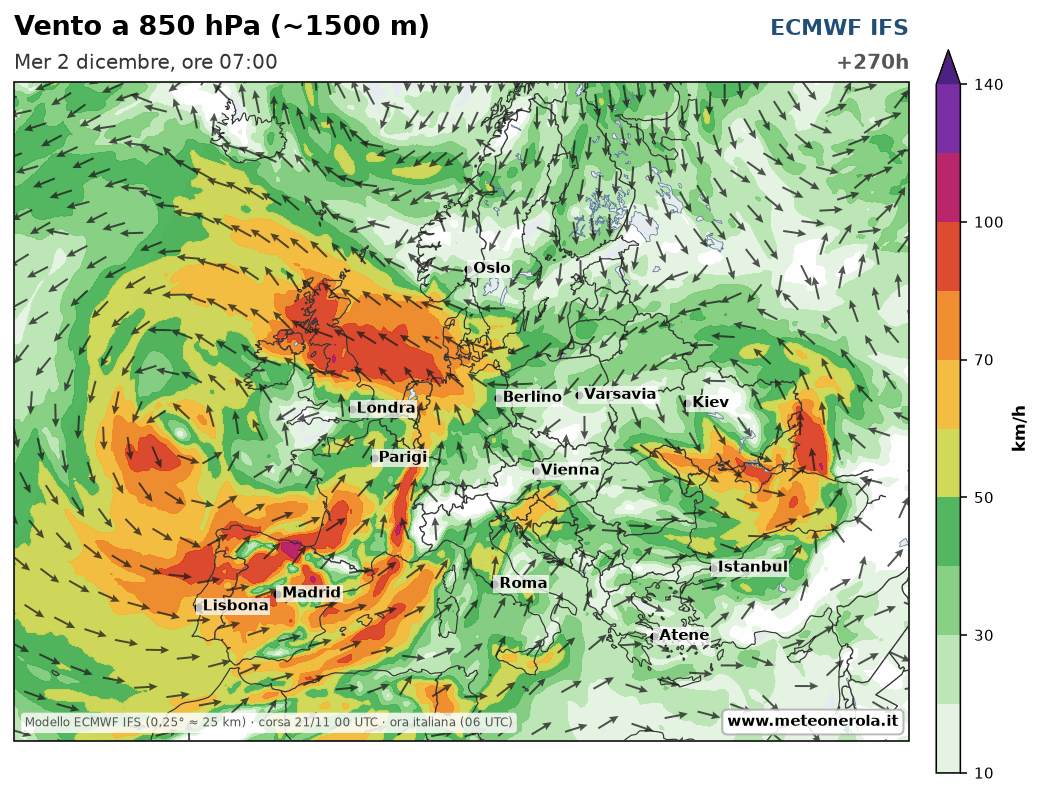 Vento a 850 hPa (~1500 m)
ECMWF IFS
Mer 2 dicembre, ore 07:00
+270h
140
100
70
50
30
10
km/h
Oslo
Berlino
Varsavia
Kiev
Londra
Parigi
Vienna
Istanbul
Roma
Madrid
Lisbona
Atene
Modello ECMWF IFS (0,25° ≈ 25 km) · corsa 21/11 00 UTC · ora italiana (06 UTC)
www.meteonerola.it